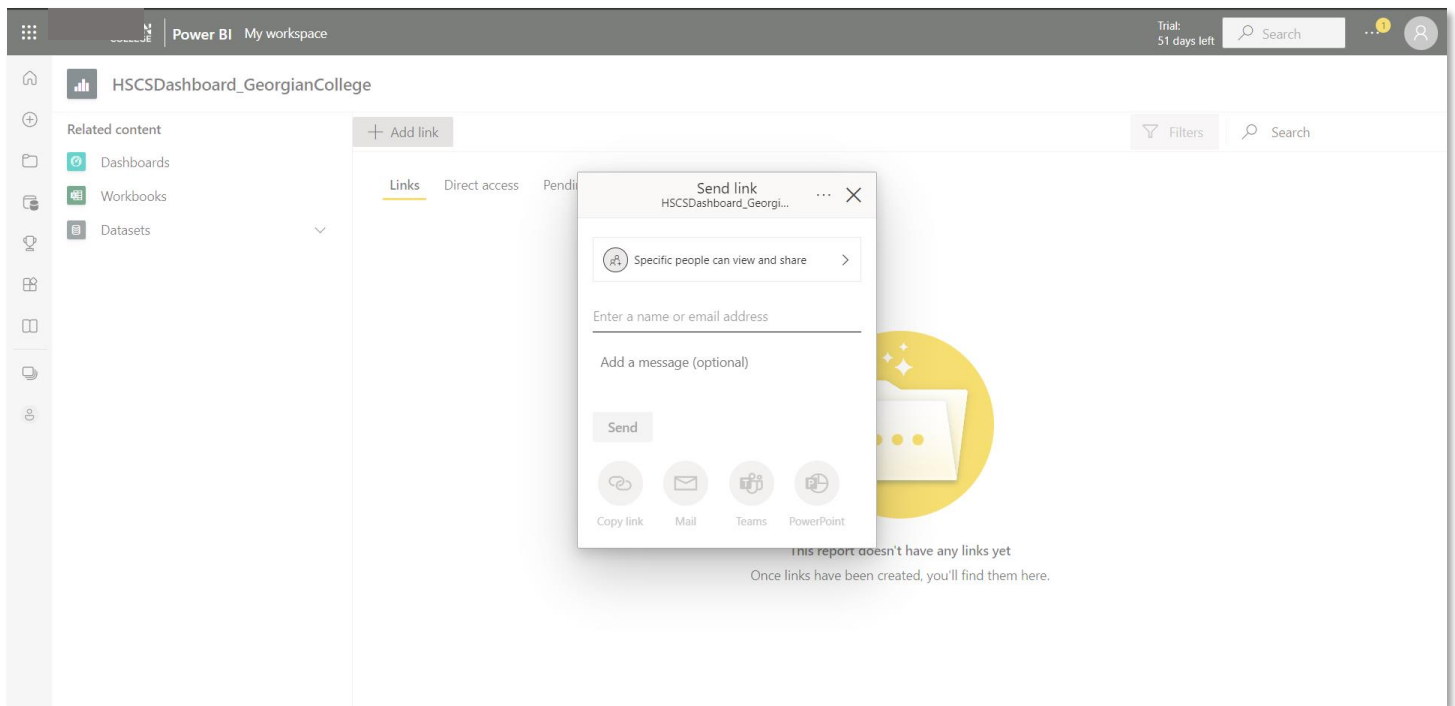 Power BI My workspace
Trial:
51 days left
Search
1
HSCSDashboard_GeorgianCollege
Related content
Dashboards
Workbooks
Datasets
Add link
Filters
Search
Links Direct access Pendi
Send link
HSCSDashboard_Georgi...
Specific people can view and share
Enter a name or email address
Add a message (optional)
Send
Copy link Mail Teams PowerPoint
This report doesn't have any links yet
Once links have been created, you'll find them here.